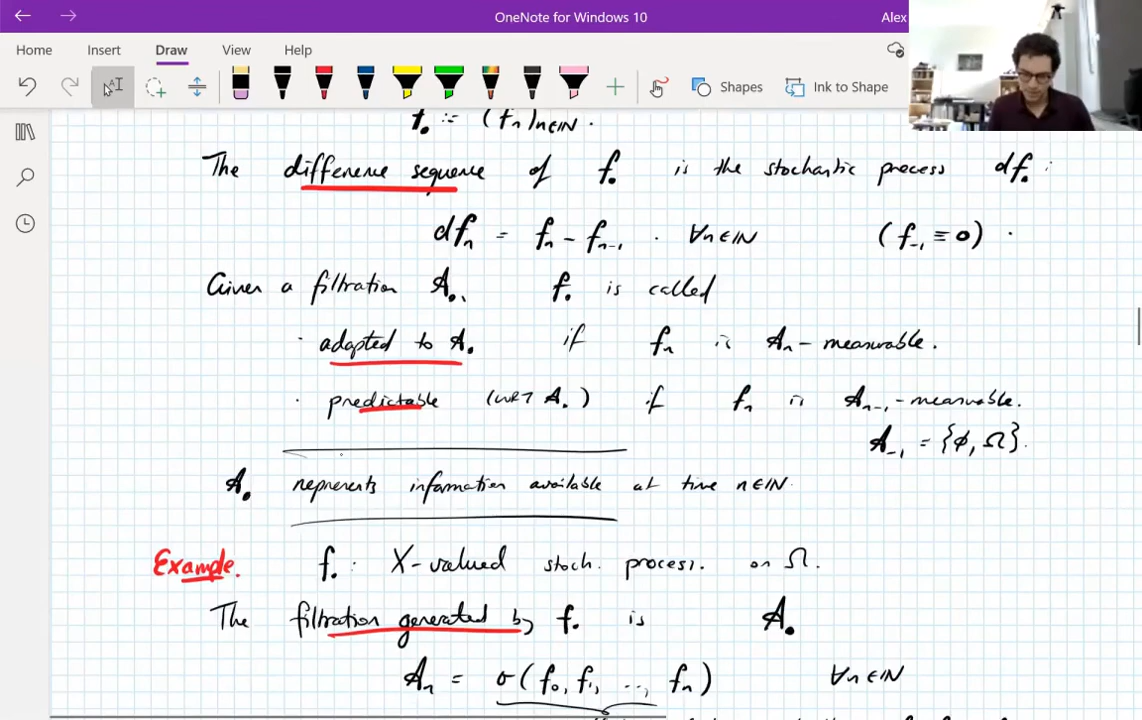 OneNote for Windows 10
Alex
Home Insert Draw View Help
Shapes Ink to Shape
f. := (fn)n∈ℕ.
The difference sequence of f. is the stochastic process df. :
dfₙ = fₙ - fₙ₋₁ . ∀n∈ℕ (f₋₁ ≡ 0) .
Given a filtration A., f. is called
· adapted to A. if fₙ is Aₙ - measurable.
· predictable (WRT A.) if fₙ is Aₙ₋₁ - measurable.
A₋₁ = {ϕ, Ω}.
A. represents information available at time n∈ℕ.
Example. f. : X-valued stoch. process. on Ω.
The filtration generated by f. is A.
Aₙ = σ(f₀, f₁, ..., fₙ) ∀n∈ℕ